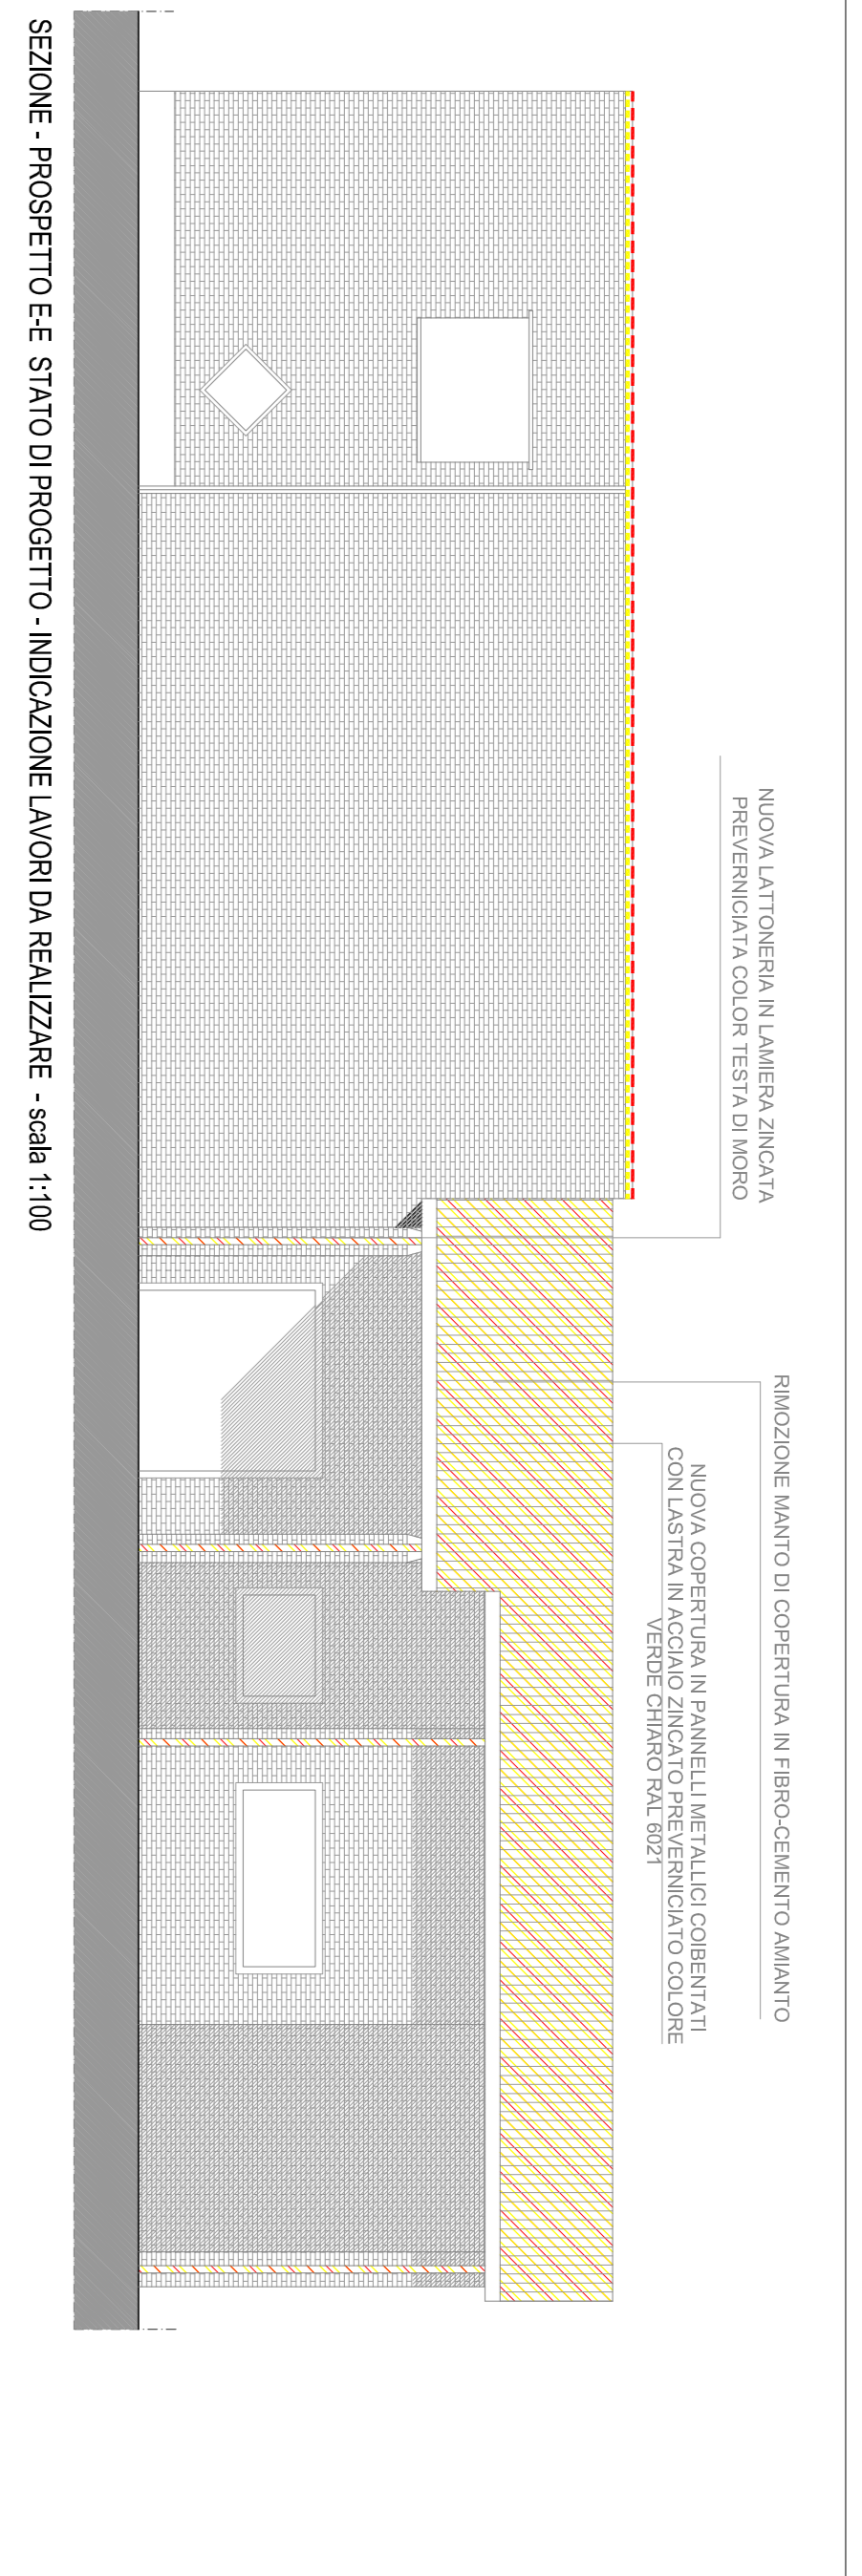 NUOVA LATTONERIA IN LAMIERA ZINCATA
PREVERNICIATA COLOR TESTA DI MORO
RIMOZIONE MANTO DI COPERTURA IN FIBRO-CEMENTO AMIANTO
NUOVA COPERTURA IN PANNELLI METALLICI COIBENTATI
CON LASTRA IN ACCIAIO ZINCATO PREVERNICIATO COLORE
VERDE CHIARO RAL 6021
SEZIONE - PROSPETTO E-E STATO DI PROGETTO - INDICAZIONE LAVORI DA REALIZZARE - scala 1:100